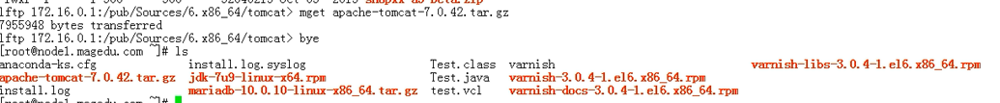 lftp 172.16.0.1:/pub/Sources/6.x86_64/tomcat> mget apache-tomcat-7.0.42.tar.gz
7955948 bytes transferred
lftp 172.16.0.1:/pub/Sources/6.x86_64/tomcat> bye
[root@node1.magedu.com ~]# ls
anaconda-ks.cfg install.log.syslog Test.class varnish varnish-libs-3.0.4-1.el6.x86_64.rpm
apache-tomcat-7.0.42.tar.gz jdk-7u9-linux-x64.rpm Test.java varnish-3.0.4-1.el6.x86_64.rpm
install.log mariadb-10.0.10-linux-x86_64.tar.gz test.vcl varnish-docs-3.0.4-1.el6.x86_64.rpm
[root@node1.magedu.com ~]#